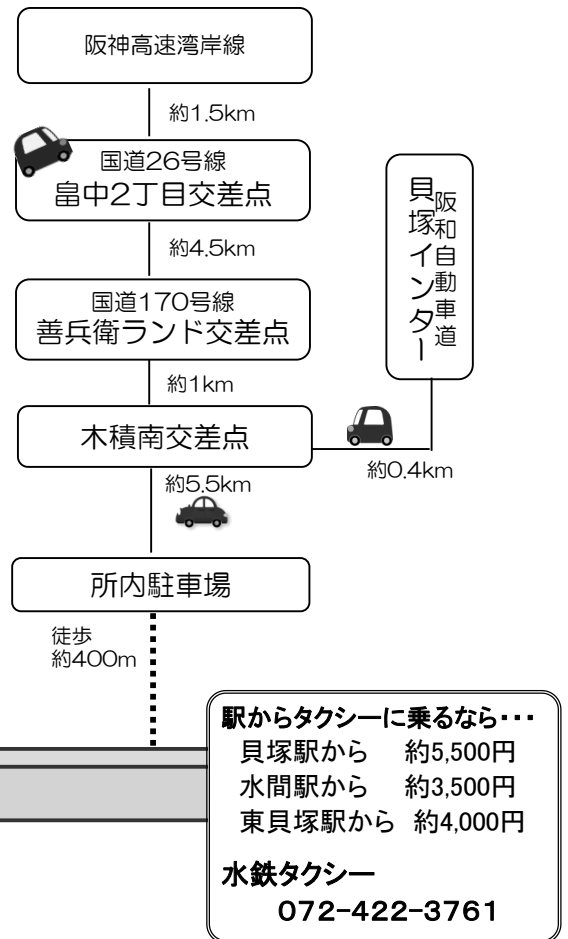 阪神高速湾岸線
約1.5km
国道26号線
畠中2丁目交差点
約4.5km
国道170号線
善兵衛ランド交差点
約1km
木積南交差点
阪和自動車道
貝塚インター
約0.4km
約5.5km
所内駐車場
徒歩
約400m
駅からタクシーに乗るなら・・・
貝塚駅から 約5,500円
水間駅から 約3,500円
東貝塚駅から 約4,000円
水鉄タクシー
072-422-3761